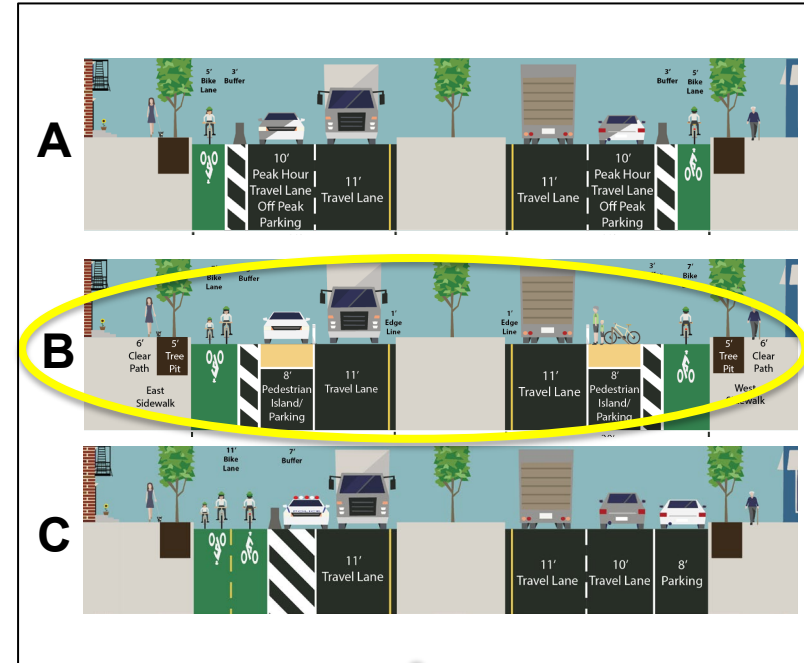 A
5'
Bike
Lane
3'
Buffer
3'
Buffer
5'
Bike
Lane
10'
Peak Hour
Travel Lane
Off Peak
Parking
11'
Travel Lane
11'
Travel Lane
10'
Peak Hour
Travel Lane
Off Peak
Parking
B
Bike
Lane
Buffer
1'
Edge
Line
1'
Edge
Line
3'
7'
Bike
6'
Clear
Path
5'
Tree
Pit
East
Sidewalk
8'
Pedestrian
Island/
Parking
11'
Travel Lane
11'
Travel Lane
8'
Pedestrian
Island/
Parking
5'
Tree
Pit
6'
Clear
Path
West
Sidewalk
C
11'
Bike
Lane
7'
Buffer
11'
Travel Lane
11'
Travel Lane
10'
Travel Lane
8'
Parking